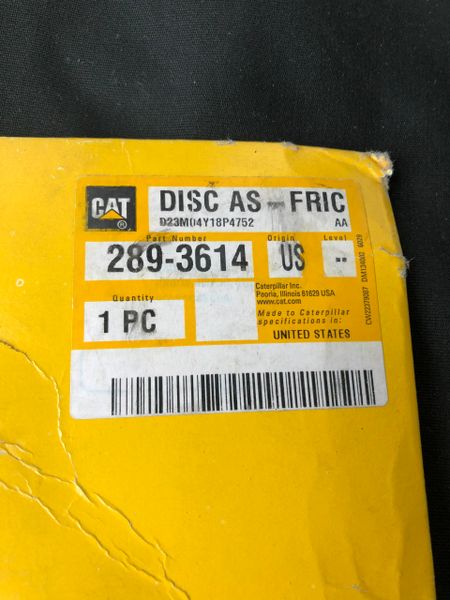 CAT
®
DISC AS - FRIC
D23M04Y18P4752 AA
Part Number Origin Level
289-3614 US --
Quantity
1 PC
Caterpillar Inc.
Peoria, Illinois 61629 USA
www.cat.com
Made to Caterpillar
specifications in:
UNITED STATES